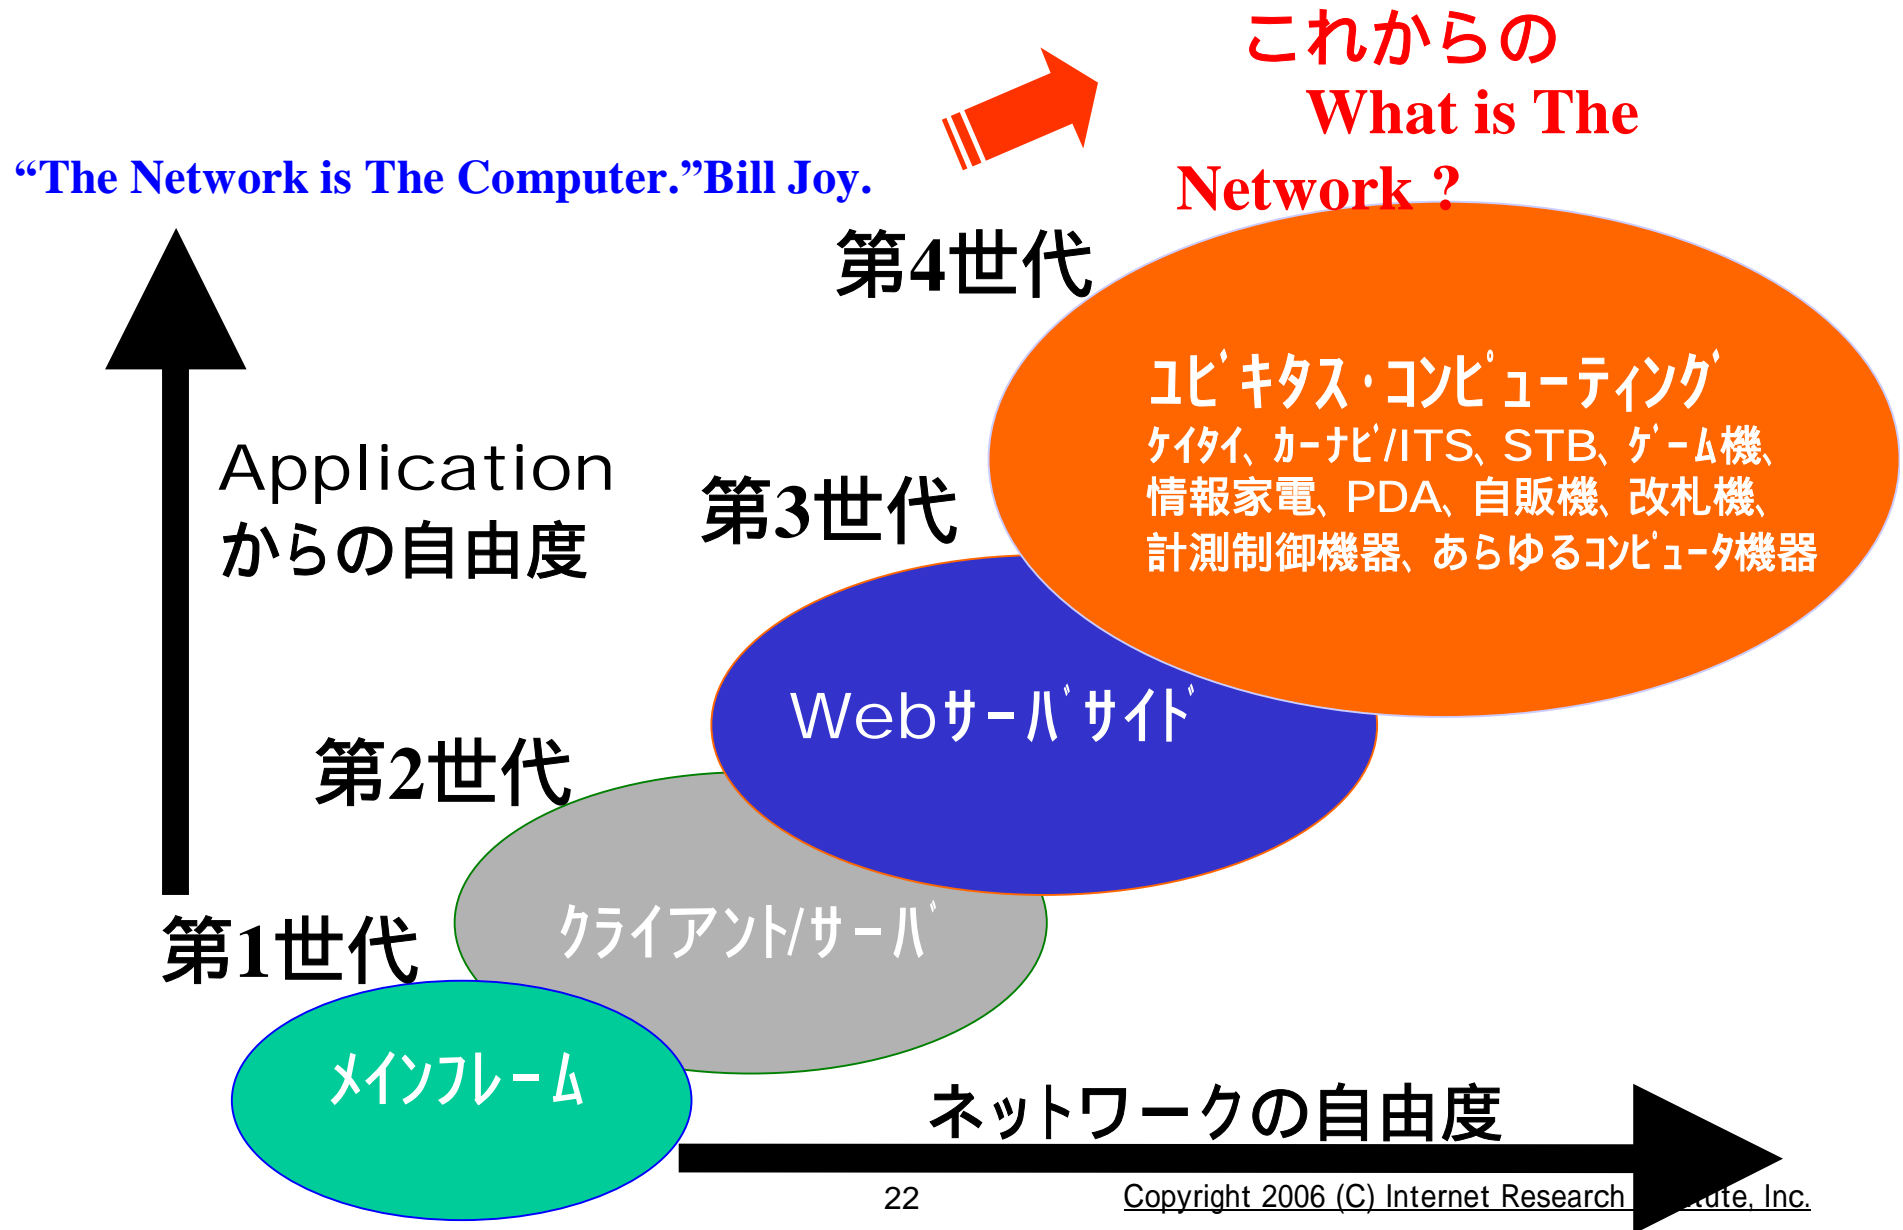 これからの
What is The
Network ?
“The Network is The Computer.”Bill Joy.
第4世代
ﾕﾋﾞｷﾀｽ・ｺﾝﾋﾟｭｰﾃｨﾝｸﾞ
ｹｲﾀｲ、ｶｰﾅﾋﾞ/ITS、STB、ｹﾞｰﾑ機、
情報家電、PDA、自販機、改札機、
計測制御機器、あらゆるｺﾝﾋﾟｭｰﾀ機器
Application
からの自由度
第3世代
Webｻｰﾊﾞｻｲﾄﾞ
第2世代
ｸﾗｲｱﾝﾄ/ｻｰﾊﾞ
第1世代
ﾒｲﾝﾌﾚｰﾑ
ネットワークの自由度
22
Copyright 2006 (C) Internet Research tute, Inc.